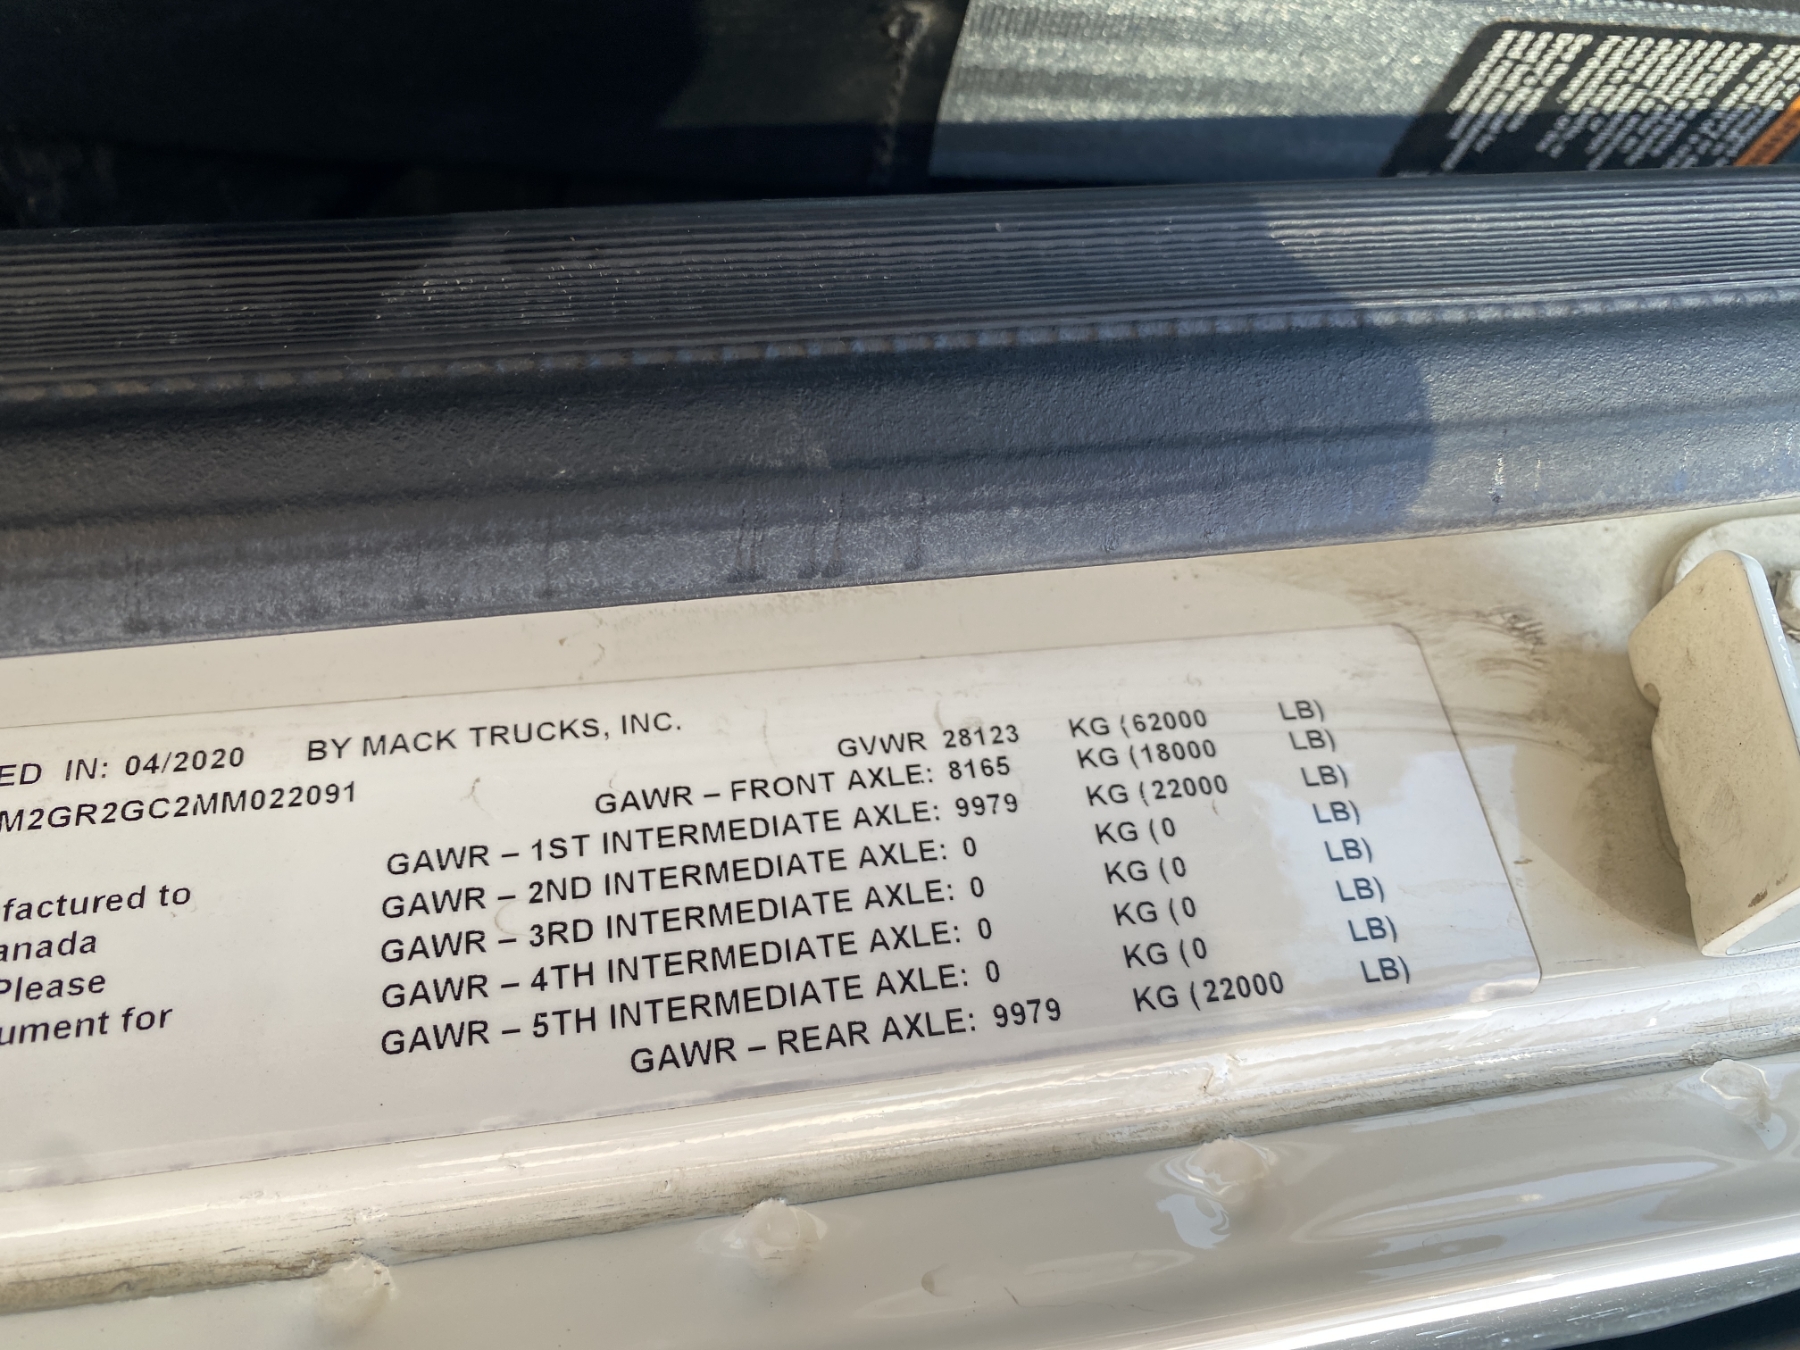 ED IN: 04/2020 BY MACK TRUCKS, INC.
M2GR2GC2MM022091
factured to
anada
Please
ument for
GVWR 28123 KG (62000 LB)
GAWR – FRONT AXLE: 8165 KG (18000 LB)
GAWR – 1ST INTERMEDIATE AXLE: 9979 KG (22000 LB)
GAWR – 2ND INTERMEDIATE AXLE: 0 KG (0 LB)
GAWR – 3RD INTERMEDIATE AXLE: 0 KG (0 LB)
GAWR – 4TH INTERMEDIATE AXLE: 0 KG (0 LB)
GAWR – 5TH INTERMEDIATE AXLE: 0 KG (0 LB)
GAWR – REAR AXLE: 9979 KG (22000 LB)